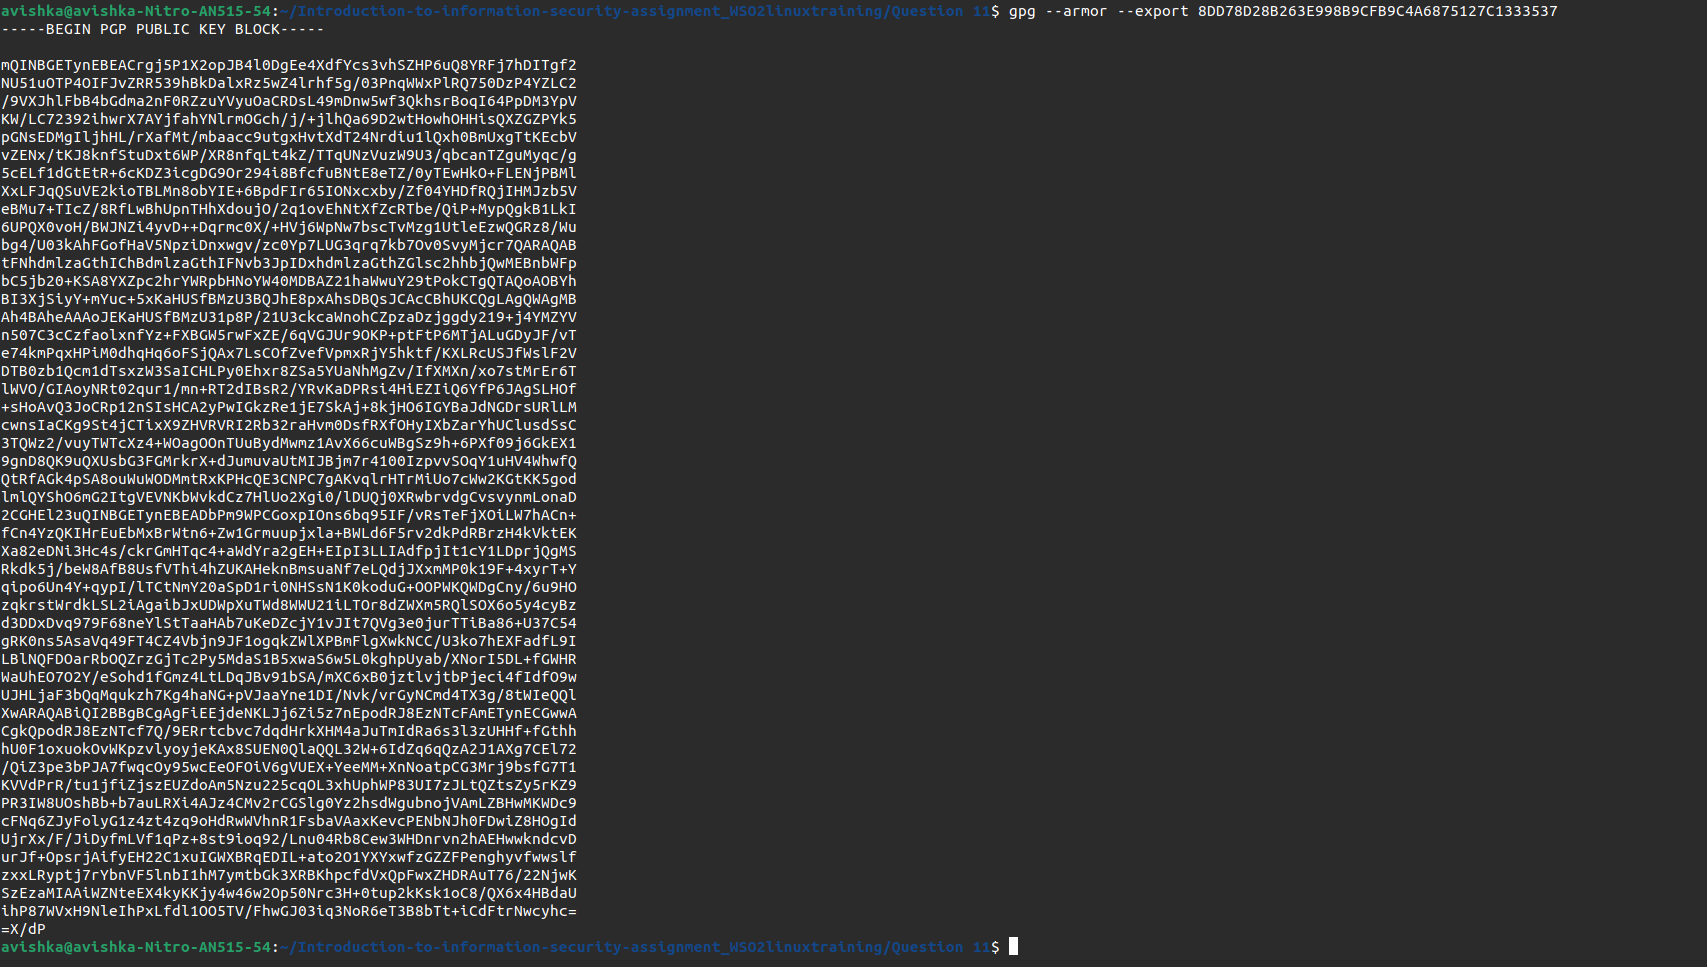 avishka@avishka-Nitro-AN515-54:~/Introduction-to-information-security-assignment_WSO2linuxtraining/Question 11$ gpg --armor --export 8DD78D28B263E998B9CFB9C4A6875127C1333537
-----BEGIN PGP PUBLIC KEY BLOCK-----

mQINBGETynEBEACrgj5P1X2opJB4l0DgEe4XdfYcs3vhSZHP6uQ8YRFj7hDITgf2
NU51uOTP4OIFJvZRR539hBkDalxRz5wZ4lrhf5g/03PnqWWxPlRQ750DzP4YZLC2
/9VXJhlFbB4bGdma2nF0RZzuYVyuOaCRDsL49mDnw5wf3QkhsrBoqI64PpDM3YpV
KW/LC72392ihwrX7AYjfahYNlrmOGch/j/+jlhQa69D2wtHowhOHHisQXZGZPYk5
pGNsEDMgIljhHL/rXafMt/mbaacc9utgxHvtXdT24Nrdiu1lQxh0BmUxgTtKEcbV
vZENx/tKJ8knfStuDxt6WP/XR8nfqLt4kZ/TTqUNzVuzW9U3/qbcanTZguMyqc/g
5cELf1dGtEtR+6cKDZ3icgDG9Or294i8BfcfuBNtE8eTZ/0yTEwHkO+FLENjPBMl
XxLFJqQSuVE2kioTBLMn8obYIE+6BpdFIr65IONxcxby/Zf04YHDfRQjIHMJzb5V
eBMu7+TIcZ/8RfLwBhUpnTHhXdoujO/2q1ovEhNtXfZcRTbe/QiP+MypQgkB1LkI
6UPQX0voH/BWJNZi4yvD++Dqrmc0X/+HVj6WpNw7bscTvMzg1UtleEzwQGRz8/Wu
bg4/U03kAhFGofHaV5NpziDnxwgv/zc0Yp7LUG3qrq7kb7Ov0SvyMjcr7QARAQAB
tFNhdmlzaGthIChBdmlzaGthIFNvb3JpIDxhdmlzaGthZGlsc2hhbjQwMEBnbWFp
bC5jb20+KSA8YXZpc2hrYWRpbHNoYW40MDBAZ21haWwuY29tPokCTgQTAQoAOBYh
BI3XjSiyY+mYuc+5xKaHUSfBMzU3BQJhE8pxAhsDBQsJCAcCBhUKCQgLAgQWAgMB
Ah4BAheAAAoJEKaHUSfBMzU31p8P/21U3ckcaWnohCZpzaDzjggdy219+j4YMZYV
n507C3cCzfaolxnfYz+FXBGW5rwFxZE/6qVGJUr9OKP+ptFtP6MTjALuGDyJF/vT
e74kmPqxHPiM0dhqHq6oFSjQAx7LsCOfZvefVpmxRjY5hktf/KXLRcUSJfWslF2V
DTB0zb1Qcm1dTsxzW3SaICHLPy0Ehxr8ZSa5YUaNhMgZv/IfXMXn/xo7stMrEr6T
lWVO/GIAoyNRt02qur1/mn+RT2dIBsR2/YRvKaDPRsi4HiEZIiQ6YfP6JAgSLHOf
+sHoAvQ3JoCRp12nSIsHCA2yPwIGkzRe1jE7SkAj+8kjHO6IGYBaJdNGDrsURlLM
cwnsIaCKg9St4jCTixX9ZHVRVRI2Rb32raHvm0DsfRXfOHyIXbZarYhUClusdSsC
3TQWz2/vuyTWTcXz4+WOagOOnTUuBydMwmz1AvX66cuWBgSz9h+6PXf09j6GkEX1
9gnD8QK9uQXUsbG3FGMrkrX+dJumuvaUtMIJBjm7r4100IzpvvSOqY1uHV4WhwfQ
QtRfAGk4pSA8ouWuWODMmtRxKPHcQE3CNPC7gAKvqlrHTrMiUo7cWw2KGtKK5god
lmlQYShO6mG2ItgVEVNKbWvkdCz7HlUo2Xgi0/lDUQj0XRwbrvdgCvsvynmLonaD
2CGHEl23uQINBGETynEBEADbPm9WPCGoxpIOns6bq95IF/vRsTeFjXOiLW7hACn+
fCn4YzQKIHrEuEbMxBrWtn6+Zw1Grmuupjxla+BWLd6F5rv2dkPdRBrzH4kVktEK
Xa82eDNi3Hc4s/ckrGmHTqc4+aWdYra2gEH+EIpI3LLIAdfpjIt1cY1LDprjQgMS
Rkdk5j/beW8AfB8UsfVThi4hZUKAHeknBmsuaNf7eLQdjJXxmMP0k19F+4xyrT+Y
qipo6Un4Y+qypI/lTCtNmY20aSpD1ri0NHSsN1K0koduG+OOPWKQWDgCny/6u9HO
zqkrstWrdkLSL2iAgaibJxUDWpXuTWd8WWU21iLTOr8dZWXm5RQlSOX6o5y4cyBz
d3DDxDvq979F68neYlStTaaHAb7uKeDZcjY1vJIt7QVg3e0jurTTiBa86+U37C54
gRK0ns5AsaVq49FT4CZ4Vbjn9JF1ogqkZWlXPBmFlgXwkNCC/U3ko7hEXFadfL9I
LBlNQFDOarRbOQZrzGjTc2Py5MdaS1B5xwaS6w5L0kghpUyab/XNorI5DL+fGWHR
WaUhEO7O2Y/eSohd1fGmz4LtLDqJBv91bSA/mXC6xB0jztlvjtbPjeci4fIdfO9w
UJHLjaF3bQqMqukzh7Kg4haNG+pVJaaYne1DI/Nvk/vrGyNCmd4TX3g/8tWIeQQl
XwARAQABiQI2BBgBCgAgFiEEjdeNKLJj6Zi5z7nEpodRJ8EzNTcFAmETynECGwwA
CgkQpodRJ8EzNTcf7Q/9ERrtcbvc7dqdHrkXHM4aJuTmIdRa6s3l3zUHHf+fGthh
hU0F1oxuokOvWKpzvlyoyjeKAx8SUEN0QlaQQL32W+6IdZq6qQzA2J1AXg7CEl72
/QiZ3pe3bPJA7fwqcOy95wcEeOFOiV6gVUEX+YeeMM+XnNoatpCG3Mrj9bsfG7T1
KVVdPrR/tu1jfiZjszEUZdoAm5Nzu225cqOL3xhUphWP83UI7zJLtQZtsZy5rKZ9
PR3IW8UOshBb+b7auLRXi4AJz4CMv2rCGSlg0Yz2hsdWgubnojVAmLZBHwMKWDc9
cFNq6ZJyFolyG1z4zt4zq9oHdRwWVhnR1FsbaVAaxKevcPENbNJh0FDwiZ8HOgId
UjrXx/F/JiDyfmLVf1qPz+8st9ioq92/Lnu04Rb8Cew3WHDnrvn2hAEHwwkndcvD
urJf+OpsrjAifyEH22C1xuIGWXBRqEDIL+ato2O1YXYxwfzGZZFPenghyvfwwslf
zxxLRyptj7rYbnVF5lnbI1hM7ymtbGk3XRBKhpcfdVxQpFwxZHDRAuT76/22NjwK
SzEzaMIAAiWZNteEX4kyKKjy4w46w2Op50Nrc3H+0tup2kKsk1oC8/QX6x4HBdaU
ihP87WVxH9NleIhPxLfdl1OO5TV/FhwGJ03iq3NoR6eT3B8bTt+iCdFtrNwcyhc=
=X/dP
avishka@avishka-Nitro-AN515-54:~/Introduction-to-information-security-assignment_WSO2linuxtraining/Question 11$